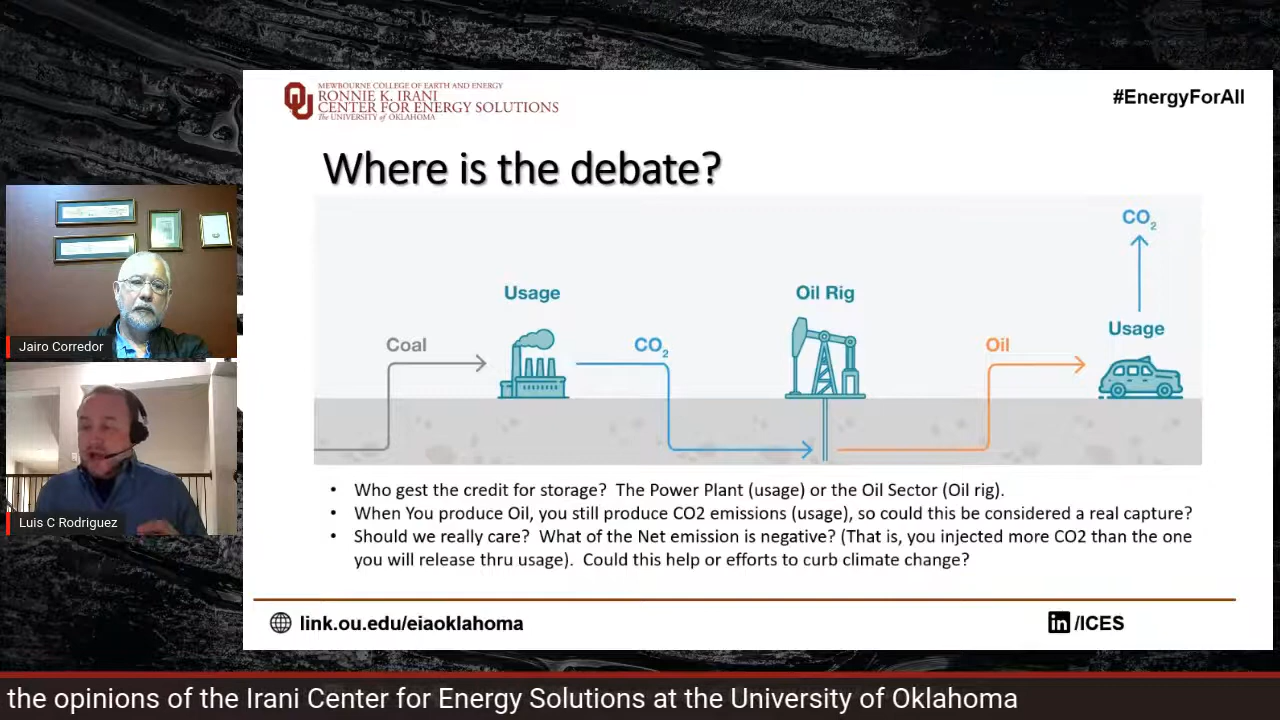 MEWBOURNE COLLEGE OF EARTH AND ENERGY
RONNIE K. IRANI
CENTER FOR ENERGY SOLUTIONS
The UNIVERSITY of OKLAHOMA
#EnergyForAll
Where is the debate?
CO2
Usage
Oil Rig
Usage
Coal
CO2
Oil
Jairo Corredor
Luis C Rodriguez
• Who gest the credit for storage? The Power Plant (usage) or the Oil Sector (Oil rig).
• When You produce Oil, you still produce CO2 emissions (usage), so could this be considered a real capture?
• Should we really care? What of the Net emission is negative? (That is, you injected more CO2 than the one
you will release thru usage). Could this help or efforts to curb climate change?
link.ou.edu/eiaoklahoma
in /ICES
the opinions of the Irani Center for Energy Solutions at the University of Oklahoma